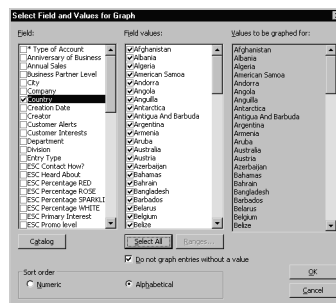 Select Field and Values for Graph
Field:
* Type of Account
Anniversary of Business
Annual Sales
Business Partner Level
City
Company
Country
Creation Date
Creator
Customer Alerts
Customer Interests
Department
Division
Entry Type
ESC Contact How?
ESC Heard About
ESC Percentage RED
ESC Percentage ROSE
ESC Percentage SPARKLI
ESC Percentage WHITE
ESC Primary Interest
ESC Promo level
Field values:
Afghanistan
Albania
Algeria
American Samoa
Andorra
Angola
Anguilla
Antarctica
Antigua And Barbuda
Argentina
Armenia
Aruba
Australia
Austria
Azerbaijan
Bahamas
Bahrain
Bangladesh
Barbados
Belarus
Belgium
Belize
Values to be graphed for:
Afghanistan
Albania
Algeria
American Samoa
Andorra
Angola
Anguilla
Antarctica
Antigua And Barbuda
Argentina
Armenia
Aruba
Australia
Austria
Azerbaijan
Bahamas
Bahrain
Bangladesh
Barbados
Belarus
Belgium
Belize
Catalog
Select All
Ranges...
Do not graph entries without a value
Sort order
Numeric
Alphabetical
OK
Cancel